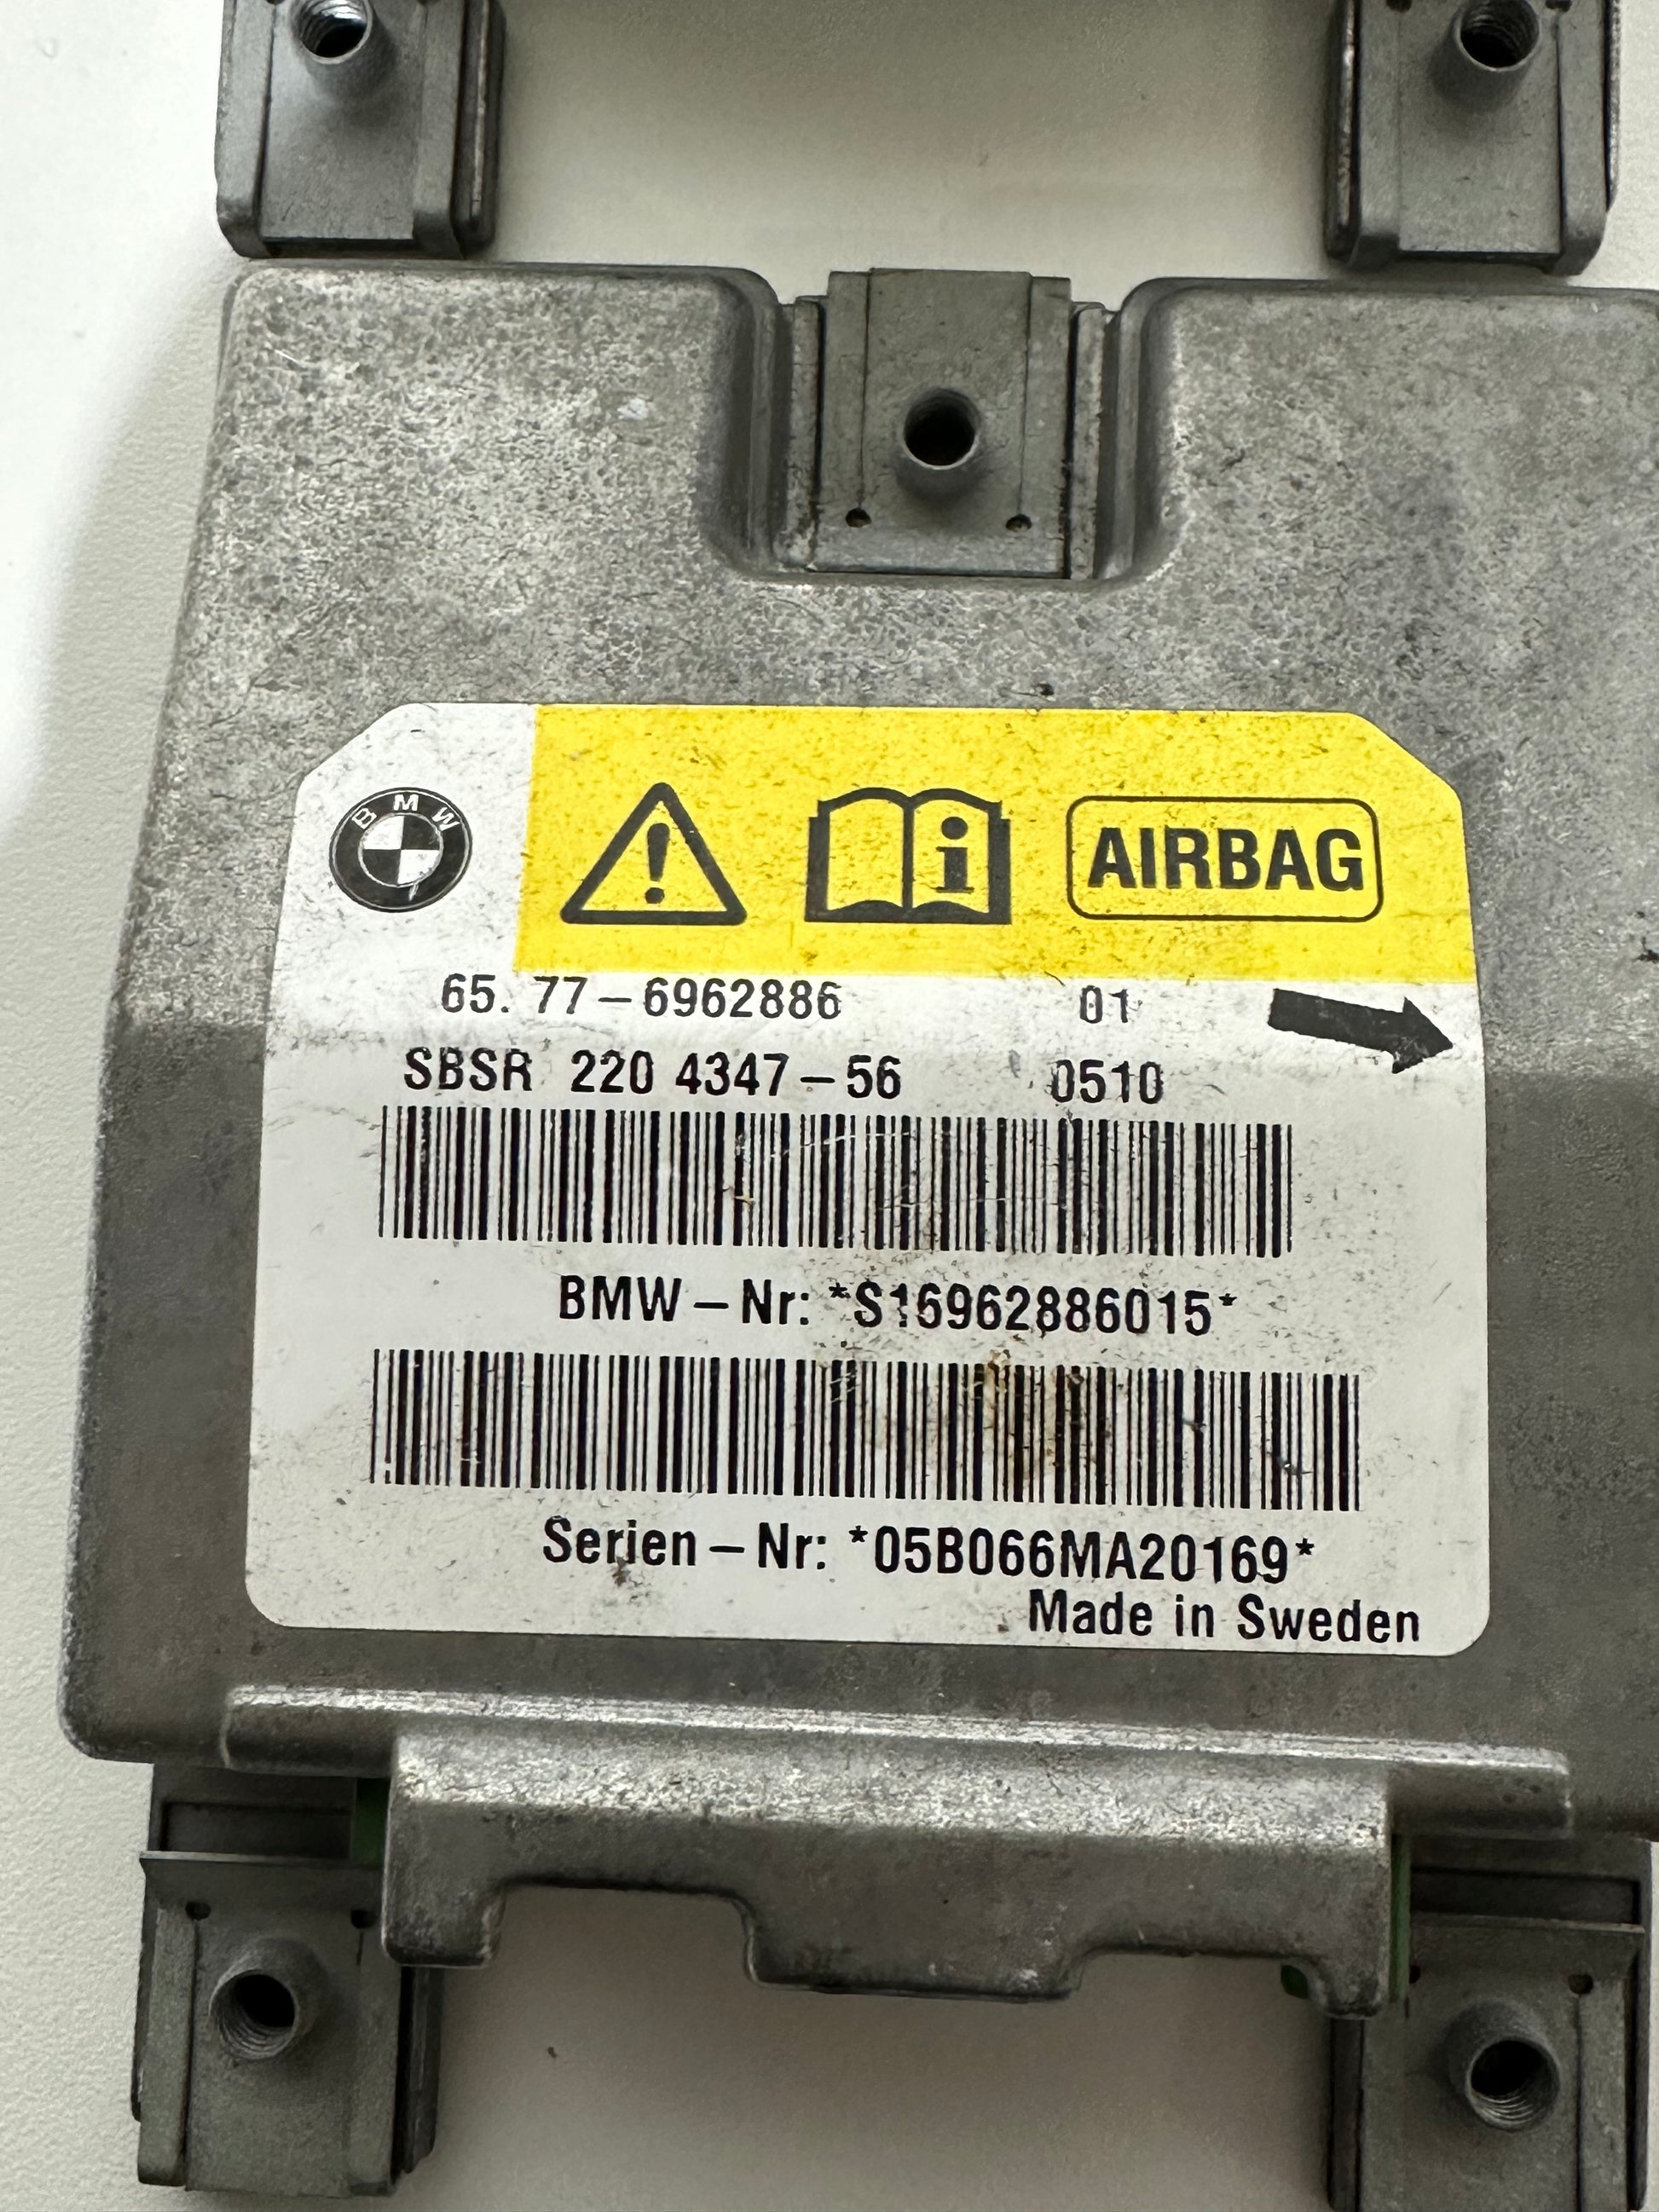 BMW
AIRBAG
65. 77-6962886 01
SBSR 220 4347-56 0510
BMW-Nr: *S16962886015*
Serien-Nr: *05B066MA20169*
Made in Sweden